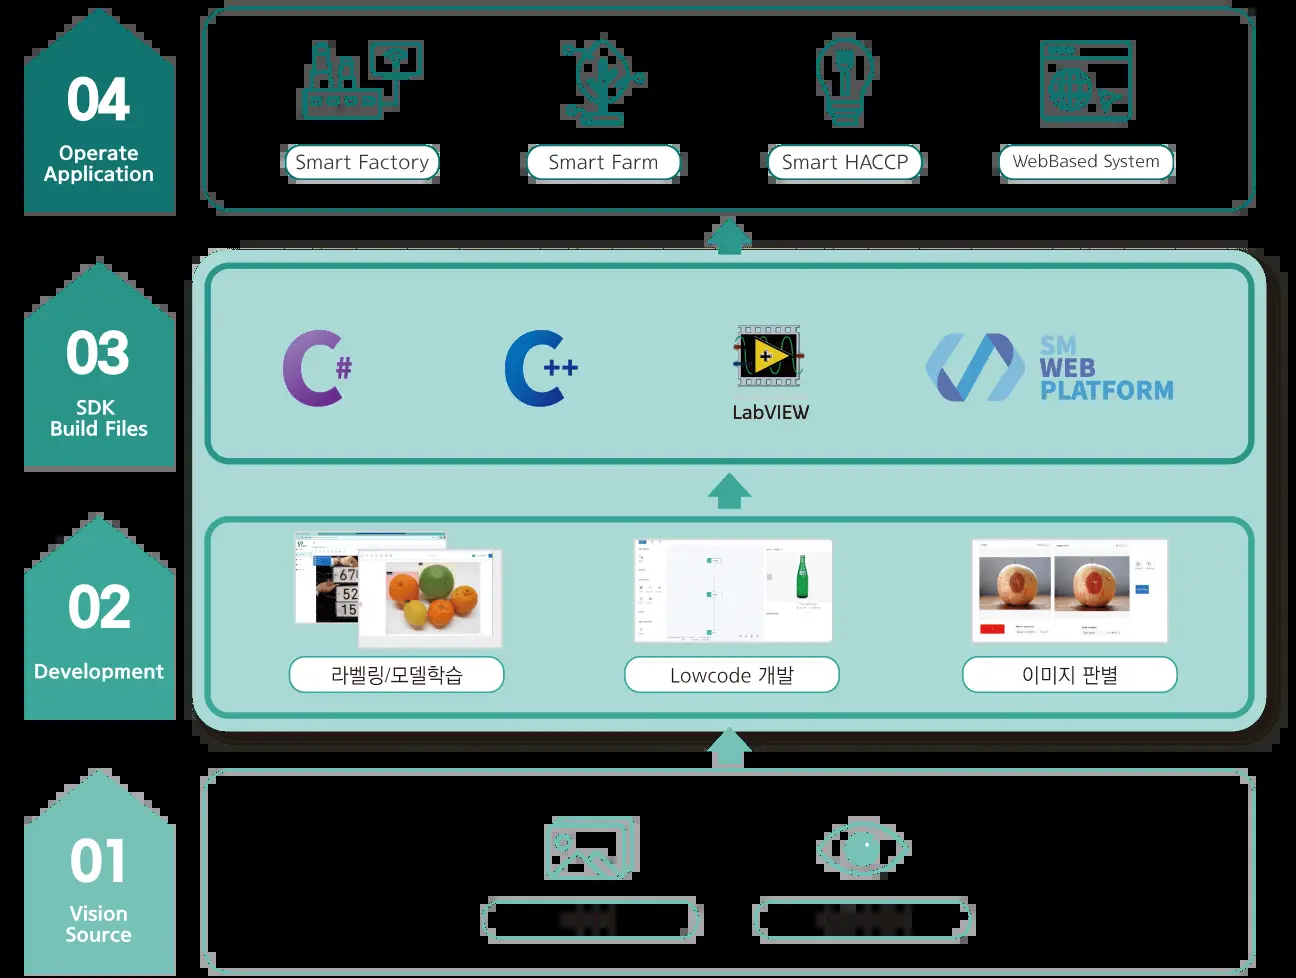 04
Operate
Application
Smart Factory
Smart Farm
Smart HACCP
WebBased System
03
SDK
Build Files
C#
C++
LabVIEW
SM
WEB
PLATFORM
02
Development
라벨링/모델학습
Lowcode 개발
이미지 판별
01
Vision
Source